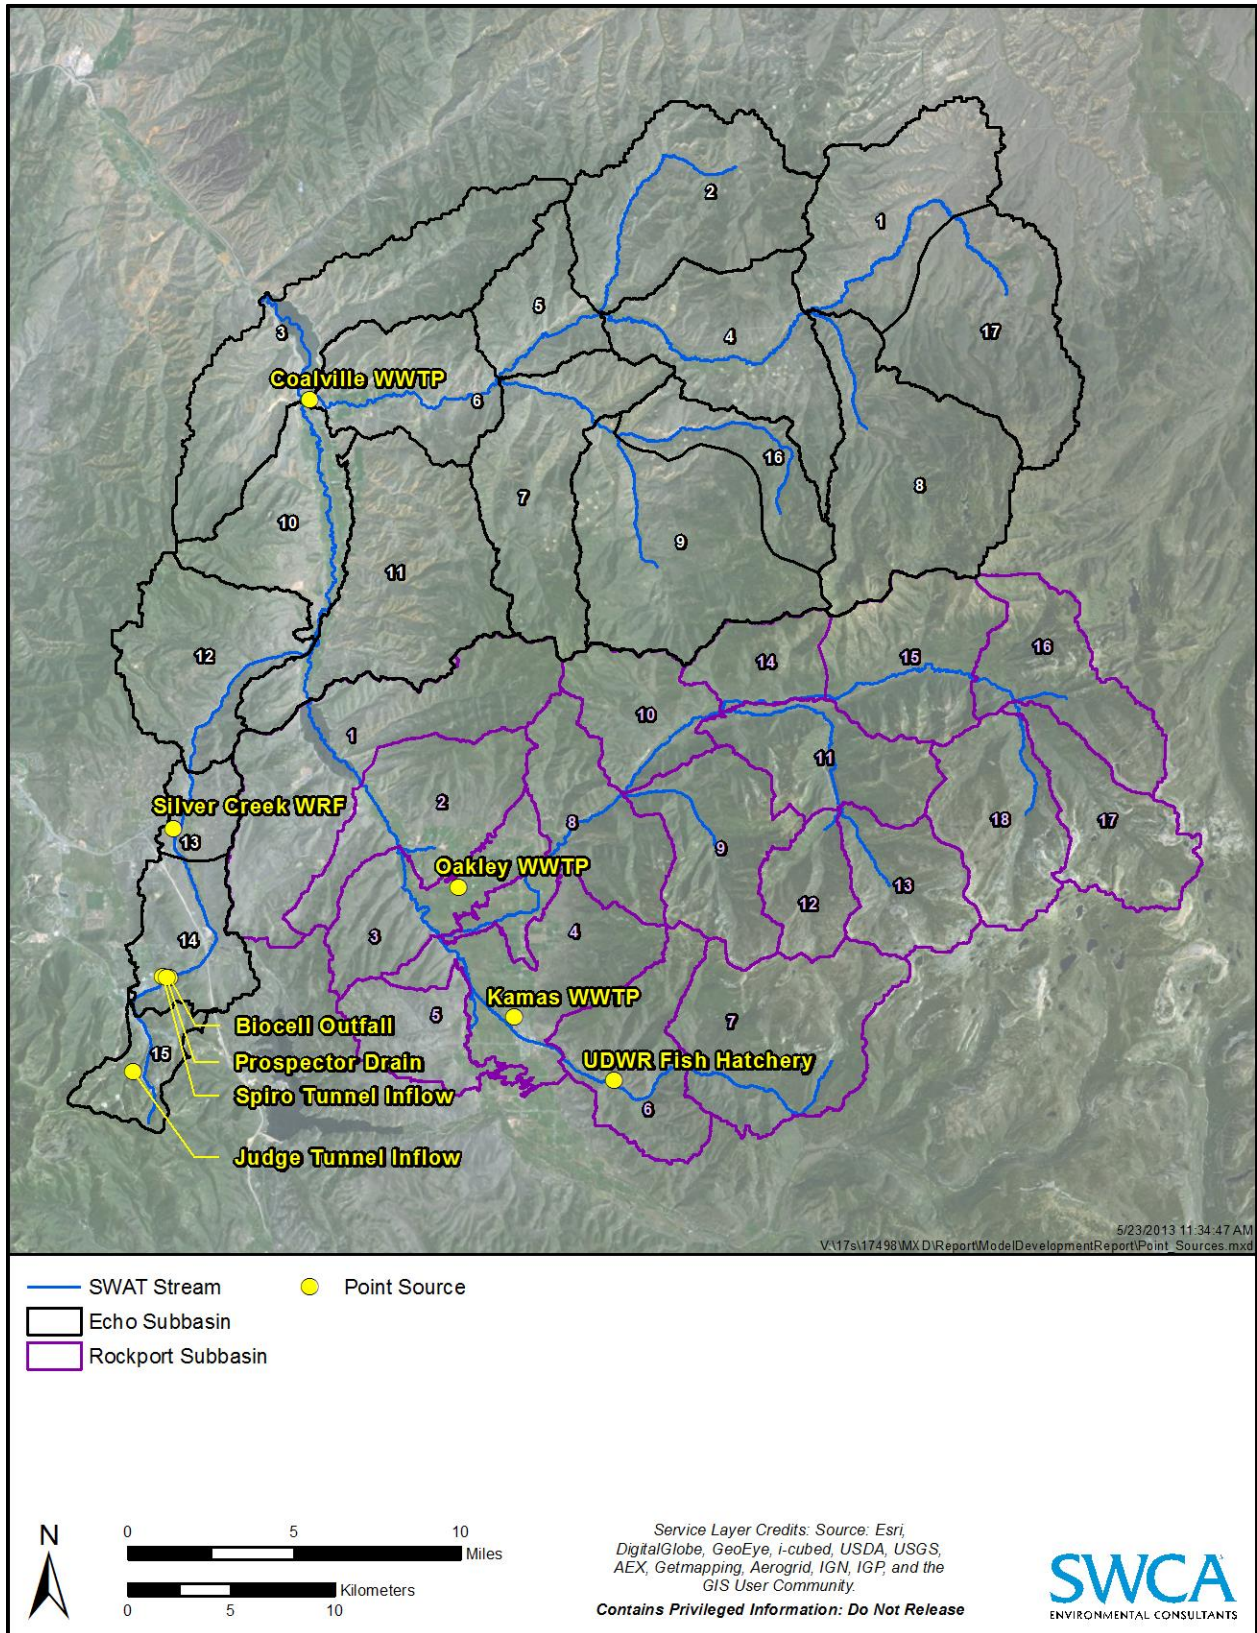 2
1
5
3
4
17
Coalville WWTP
6
16
7
8
10
9
11
12
14
15
16
10
1
11
2
Silver Creek WRF
8
13
9
18
17
Oakley WWTP
13
12
3
4
14
Kamas WWTP
5
7
Biocell Outfall
15
Prospector Drain
UDWR Fish Hatchery
Spiro Tunnel Inflow
6
Judge Tunnel Inflow
5/23/2013 11:34:47 AM
V:\17s\17498\MXD\Report\ModelDevelopmentReport\Point_Sources.mxd
SWAT Stream
Point Source
Echo Subbasin
Rockport Subbasin
N
0 5 10
Miles
Kilometers
0 5 10
Service Layer Credits: Source: Esri,
DigitalGlobe, GeoEye, i-cubed, USDA, USGS,
AEX, Getmapping, Aerogrid, IGN, IGP, and the
GIS User Community.
Contains Privileged Information: Do Not Release
SWCA
ENVIRONMENTAL CONSULTANTS